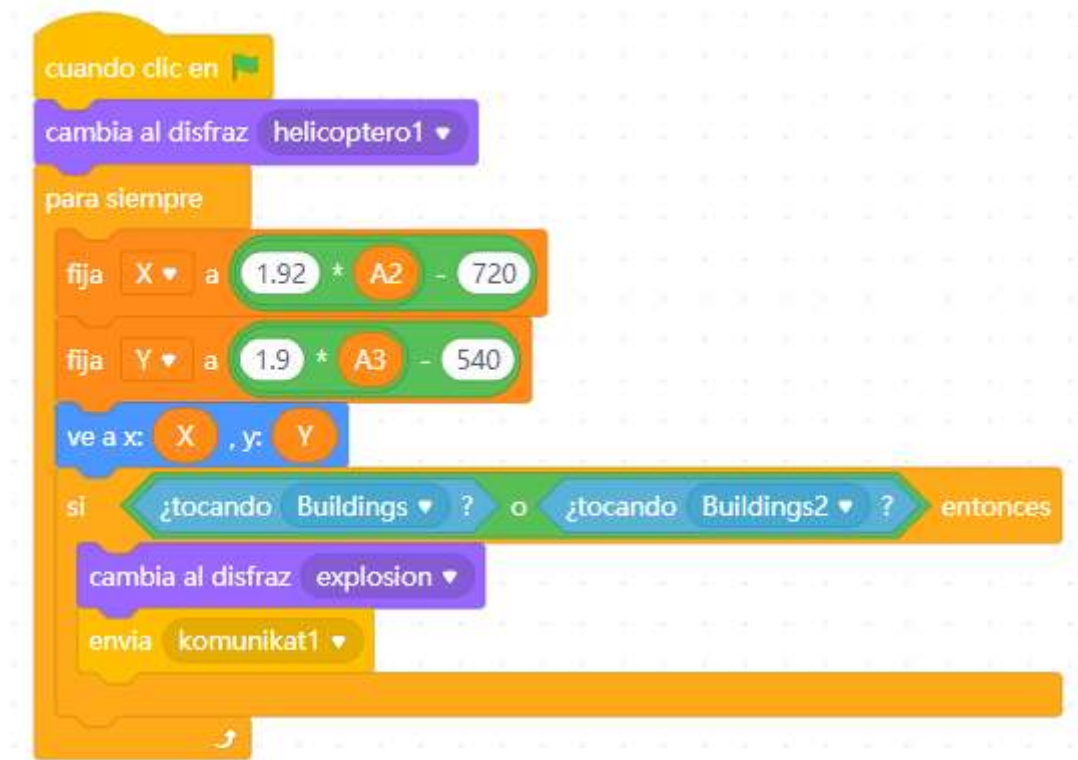 cuando clic en
cambia al disfraz helicoptero1
para siempre
fija X a 1.92 * A2 - 720
fija Y a 1.9 * A3 - 540
ve a x: X , y: Y
si ¿tocando Buildings ? o ¿tocando Buildings2 ? entonces
cambia al disfraz explosion
envia komunikat1